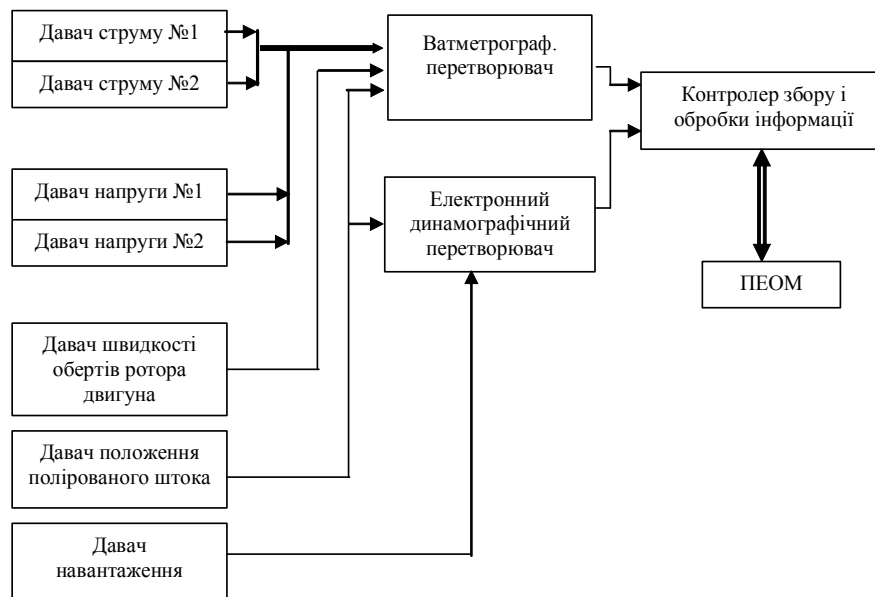 Давач струму №1
Давач струму №2
Давач напруги №1
Давач напруги №2
Давач швидкості
обертів ротора
двигуна
Давач положення
полірованого штока
Давач
навантаження
Ватметрограф.
перетворювач
Електронний
динамографічний
перетворювач
Контролер збору і
обробки інформації
ПЕОМ